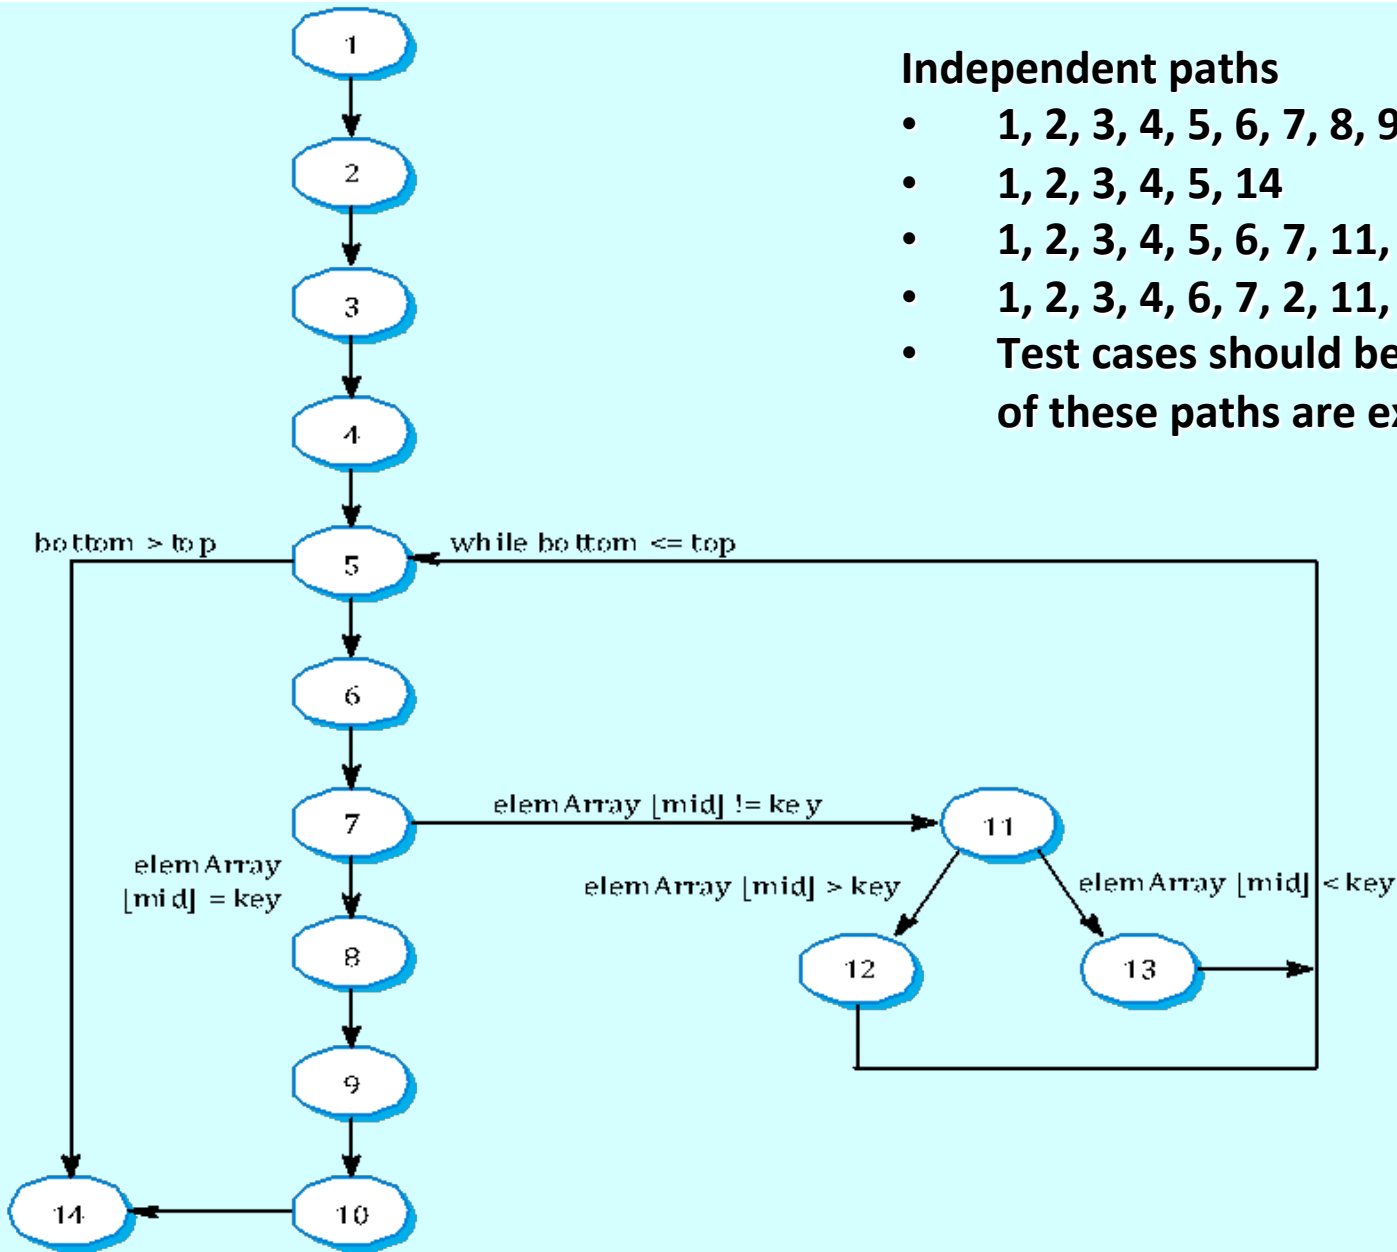 Independent paths
• 1, 2, 3, 4, 5, 6, 7, 8, 9
• 1, 2, 3, 4, 5, 14
• 1, 2, 3, 4, 5, 6, 7, 11,
• 1, 2, 3, 4, 6, 7, 2, 11,
• Test cases should be
of these paths are ex
1
2
3
4
bottom > top
while bottom <= top
5
6
7
elemArray [mid] != key
11
elemArray
[mid] = key
elemArray [mid] > key
elemArray [mid] < key
8
12
13
9
14
10